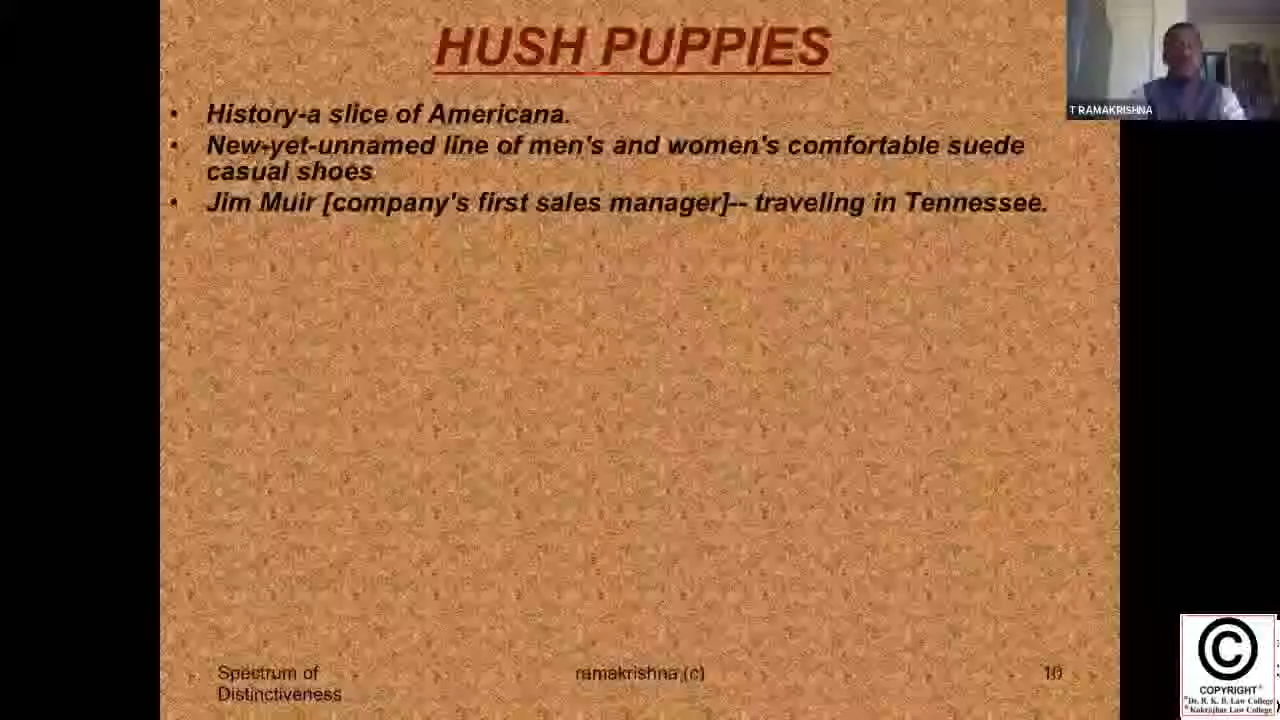 HUSH PUPPIES
T RAMAKRISHNA
• History-a slice of Americana.
• New-yet-unnamed line of men's and women's comfortable suede
casual shoes
• Jim Muir [company's first sales manager]-- traveling in Tennessee.
Spectrum of
Distinctiveness
ramakrishna (c)
10
©
COPYRIGHT
Dr. R. K. B. Law College
Kokrajhar Law College